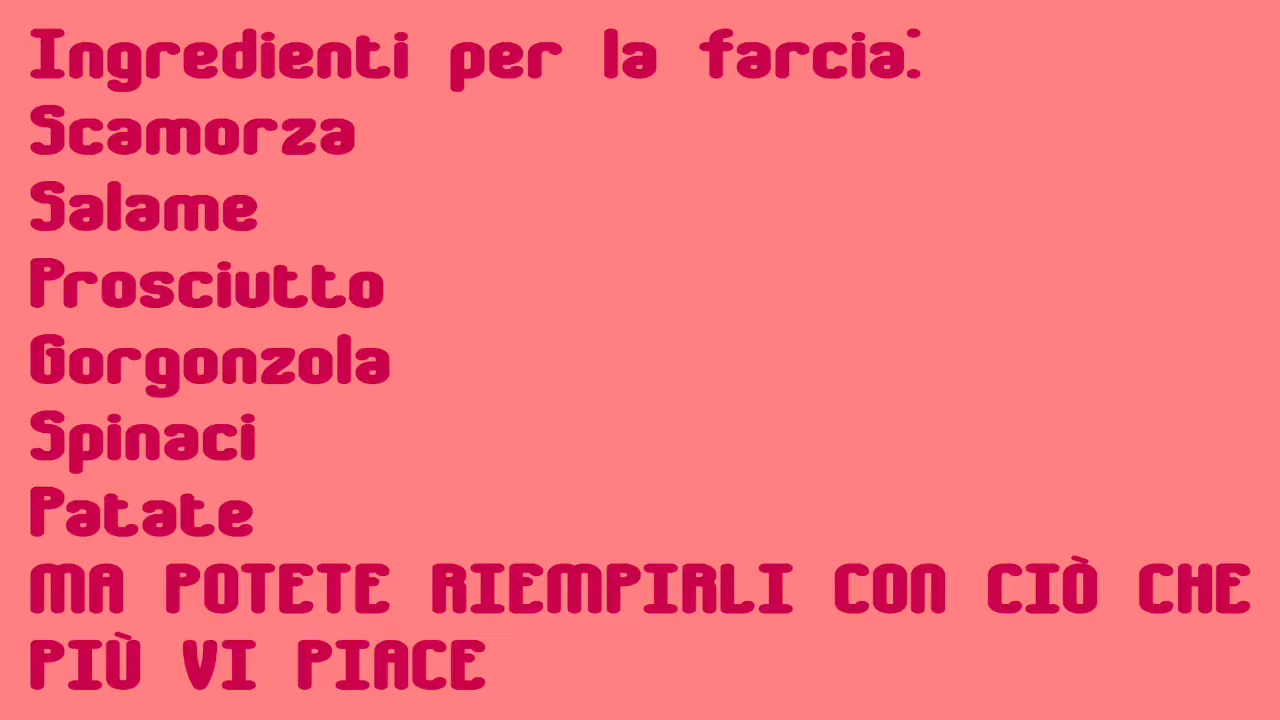 Ingredienti per la farcia:
Scamorza
Salame
Prosciutto
Gorgonzola
Spinaci
Patate
MA POTETE RIEMPIRLI CON CIÒ CHE
PIÙ VI PIACE